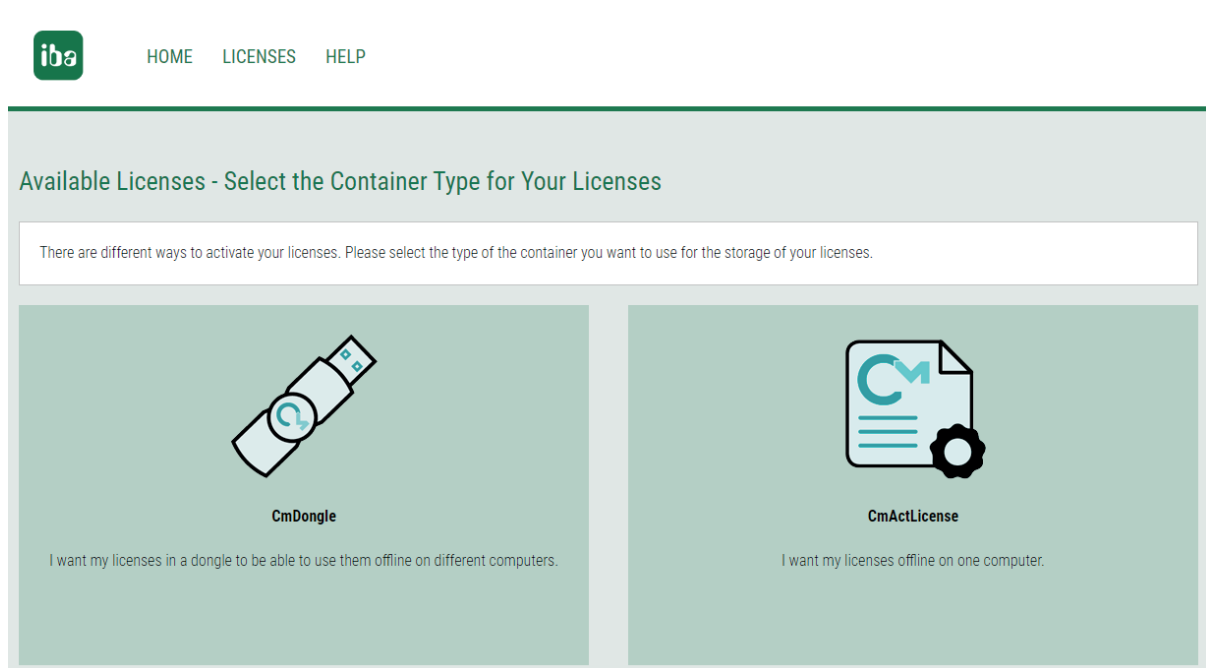 iba
HOME LICENSES HELP
Available Licenses - Select the Container Type for Your Licenses
There are different ways to activate your licenses. Please select the type of the container you want to use for the storage of your licenses.
CM
CmDongle
I want my licenses in a dongle to be able to use them offline on different computers.
CM
CmActLicense
I want my licenses offline on one computer.